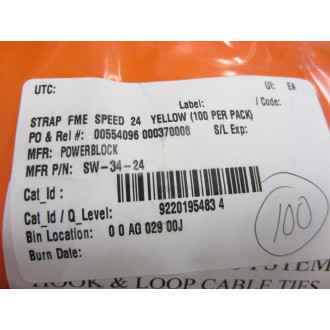 UTC:
UI: EA
Label: / Code:
STRAP FME SPEED 24 YELLOW (100 PER PACK)
PO & Rel #: 00554096 000370008 S/L Exp:
MFR: POWERBLOCK
MFR P/N: SW-34-24
Cat_Id :
Cat_Id / Q_Level: 9220195483 4
Bin Location: 0 0 AG 029 00J
Burn Date:
100
HOOK & LOOP CABLE TIES